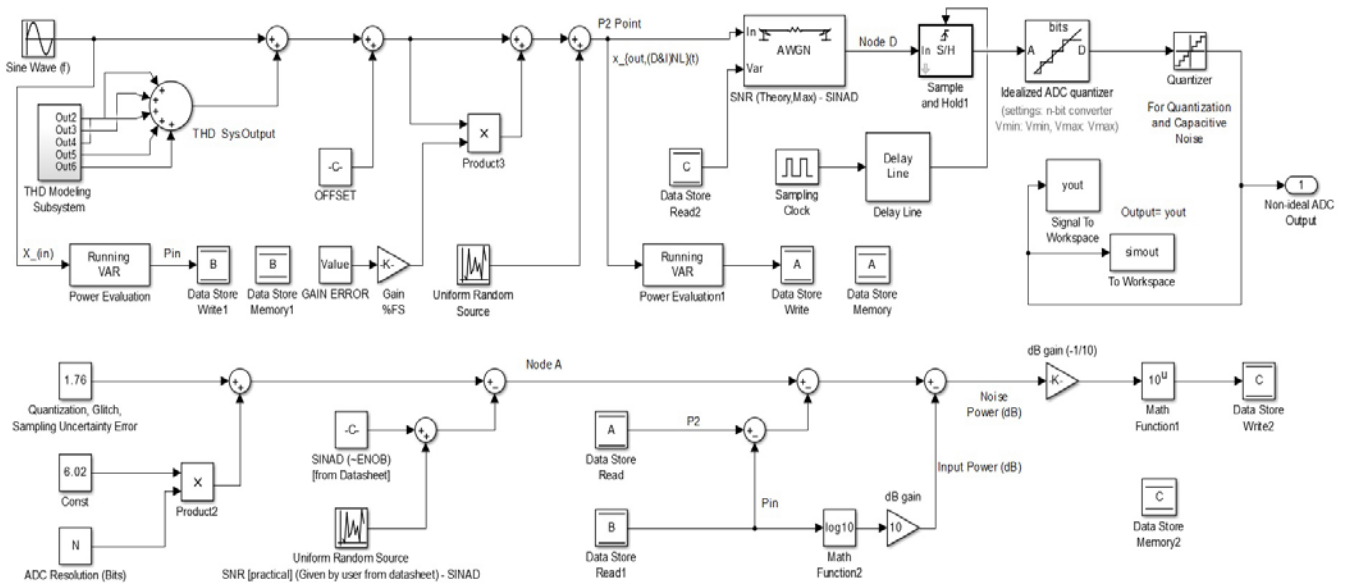 P2 Point
bits
In
AWGN
Var
Node D
In S/H
A
D
Sine Wave (f)
x_{out,(D&I)NL}(t)
SNR (Theory,Max) - SINAD
Sample
and Hold1
Idealized ADC quantizer
(settings: n-bit converter
Vmin: Vmin, Vmax: Vmax)
Quantizer
For Quantization
and Capacitive
Noise
Out2
Out3
Out4
Out5
Out6
THD SysOutput
THD Modeling
Subsystem
X
Product3
-C-
OFFSET
C
Data Store
Read2
Sampling
Clock
Delay
Line
Delay Line
yout
Signal To
Workspace
Output= yout
simout
To Workspace
1
Non-ideal ADC
Output
X_(in)
Running
VAR
Power Evaluation
Pin
B
Data Store
Write1
B
Data Store
Memory1
Value
GAIN ERROR
-K-
Gain
%FS
Uniform Random
Source
Running
VAR
Power Evaluation1
A
Data Store
Write
A
Data Store
Memory
1.76
Quantization, Glitch,
Sampling Uncertainty Error
Node A
dB gain (-1/10)
-K-
Noise
Power (dB)
10^u
Math
Function1
C
Data Store
Write2
6.02
Const
X
Product2
N
ADC Resolution (Bits)
-C-
SINAD (~ENOB)
[from Datasheet]
Uniform Random Source
SNR [practical] (Given by user from datasheet) - SINAD
A
Data Store
Read
P2
B
Data Store
Read1
Pin
log10
Math
Function2
dB gain
10
Input Power (dB)
C
Data Store
Memory2